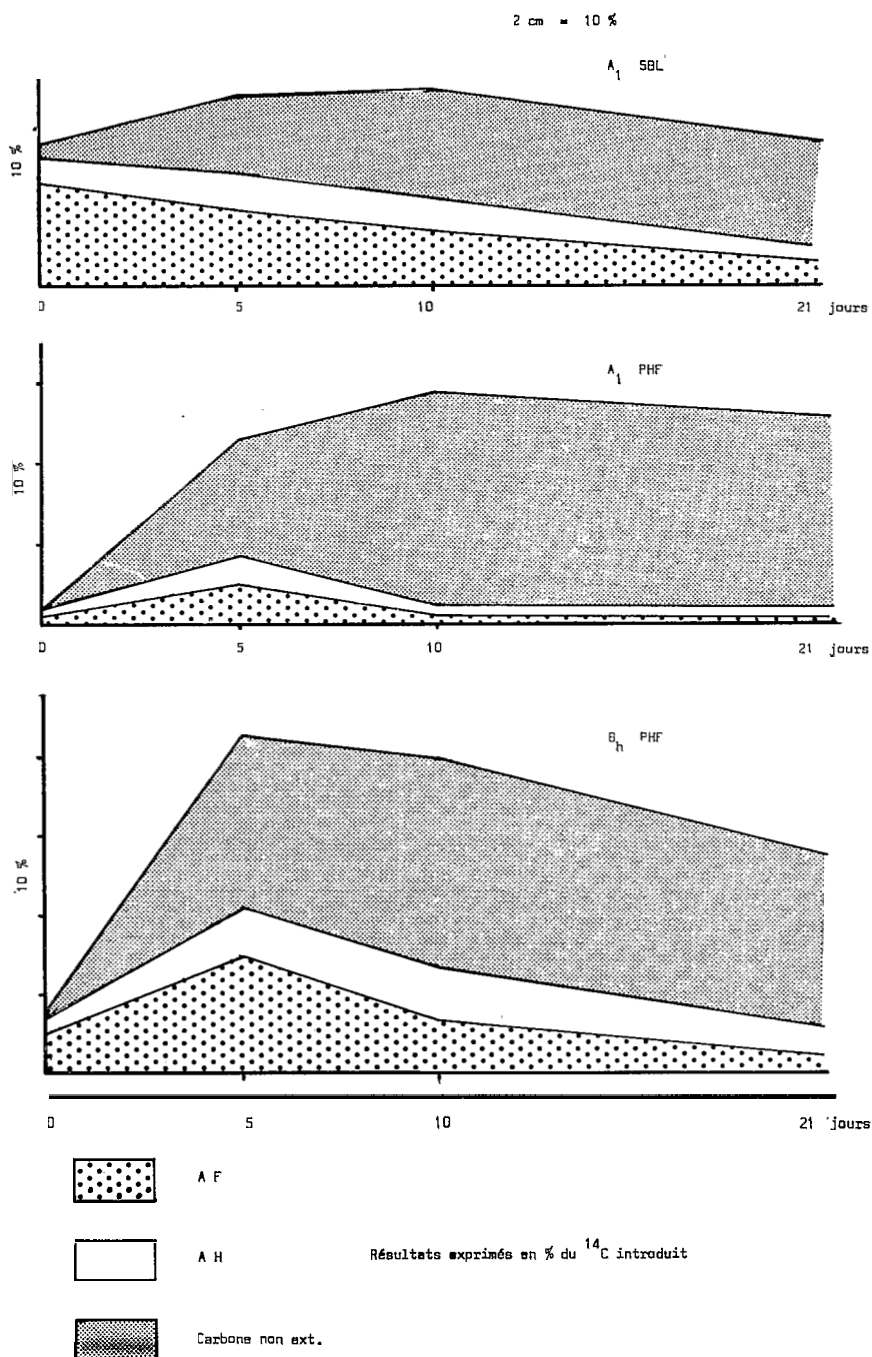 2 cm = 10 %
A₁ SBL
10 %
0 5 10 21 jours
A₁ PHF
10 %
0 5 10 21 jours
Bₕ PHF
10 %
0 5 10 21 jours
A F
A H
Résultats exprimés en % du ¹⁴C introduit
Carbone non ext.